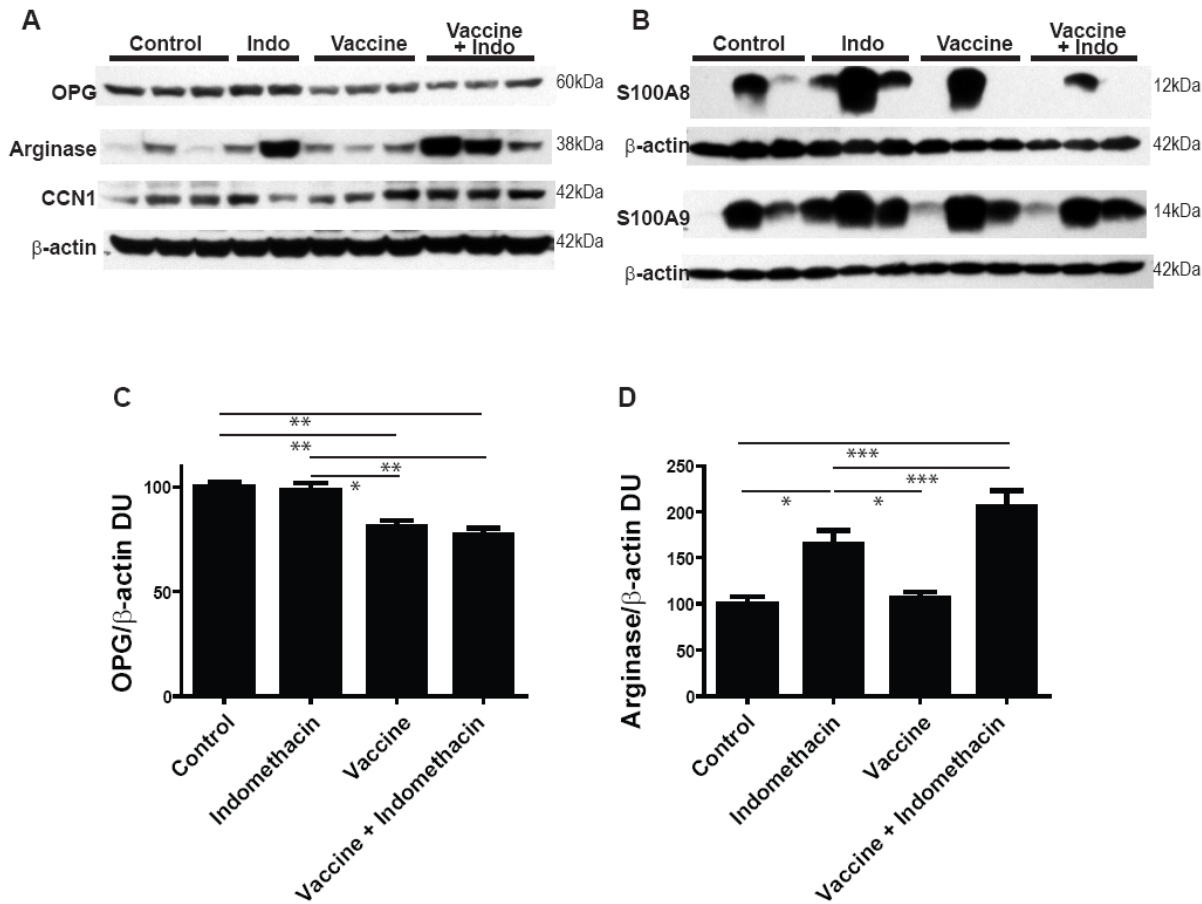 A
Control Indo Vaccine Vaccine
+ Indo
OPG 60kDa
Arginase 38kDa
CCN1 42kDa
β-actin 42kDa
B
Control Indo Vaccine Vaccine
+ Indo
S100A8 12kDa
β-actin 42kDa
S100A9 14kDa
β-actin 42kDa
C
**
**
**
*
OPG/β-actin DU
100
50
0
Control
Indomethacin
Vaccine
Vaccine + Indomethacin
D
***
***
* *
Arginase/β-actin DU
250
200
150
100
50
0
Control
Indomethacin
Vaccine
Vaccine + Indomethacin